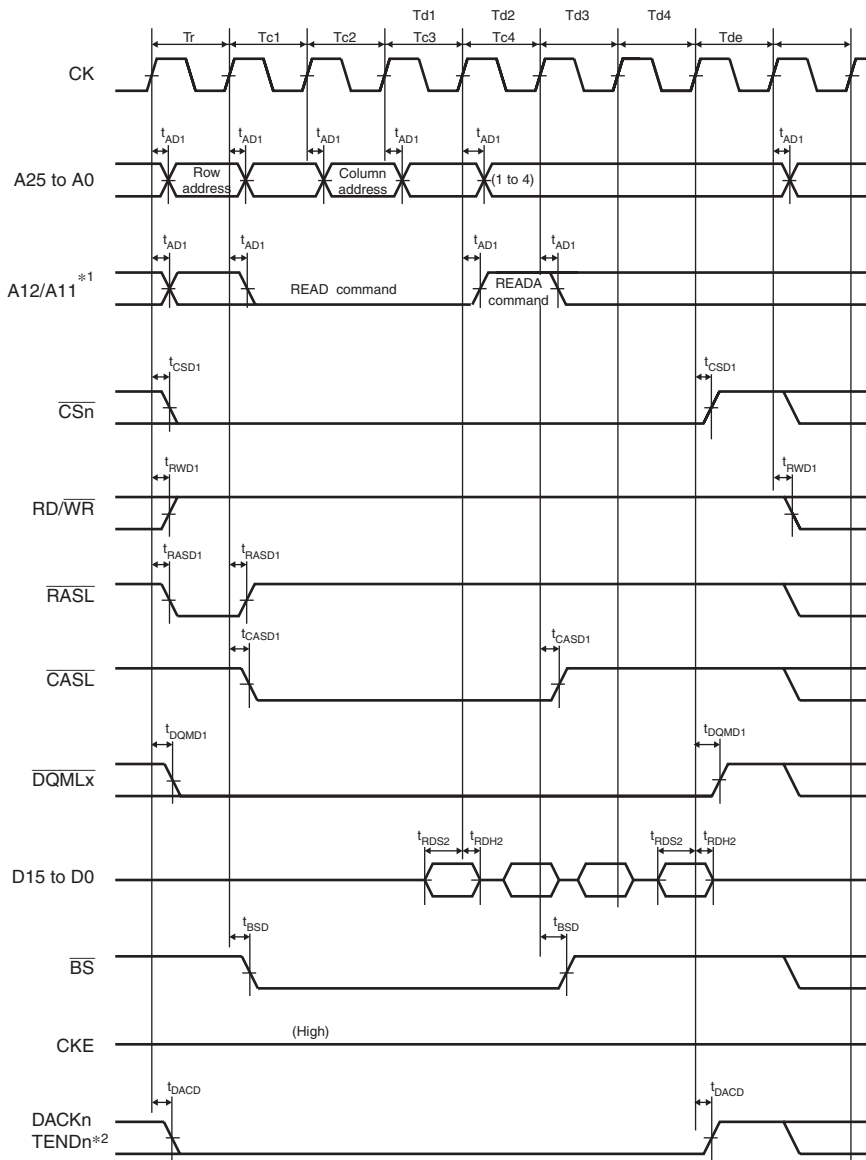 Td1 Td2 Td3 Td4
Tr Tc1 Tc2 Tc3 Tc4 Tde
CK
tAD1 tAD1 tAD1 tAD1 tAD1 tAD1
A25 to A0
Row address
Column address
(1 to 4)
tAD1 tAD1 tAD1 tAD1
A12/A11 *1
READ command
READA command
tCSD1 tCSD1
CSn
tRWD1 tRWD1
RD/WR
tRASD1 tRASD1
RASL
tCASD1 tCASD1
CASL
tDQMD1 tDQMD1
DQMLx
tRDS2 tRDH2 tRDS2 tRDH2
D15 to D0
tBSD tBSD
BS
(High)
CKE
tDACD tDACD
DACKn
TENDn*2